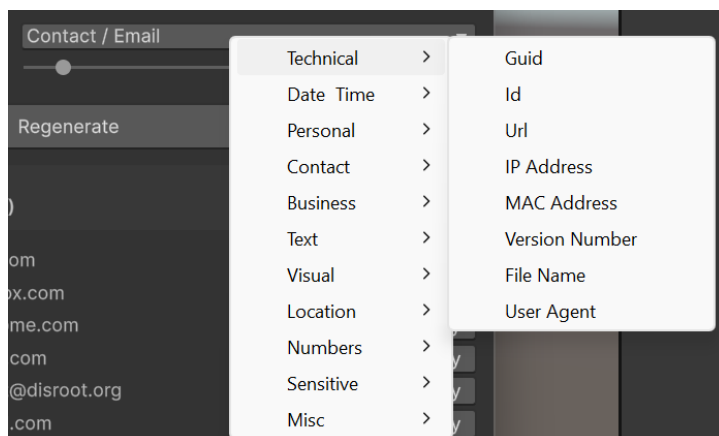 Contact / Email
Regenerate
)
om
ox.com
me.com
com
@disroot.org
.com
y
y
y
Technical
Date Time
Personal
Contact
Business
Text
Visual
Location
Numbers
Sensitive
Misc
Guid
Id
Url
IP Address
MAC Address
Version Number
File Name
User Agent